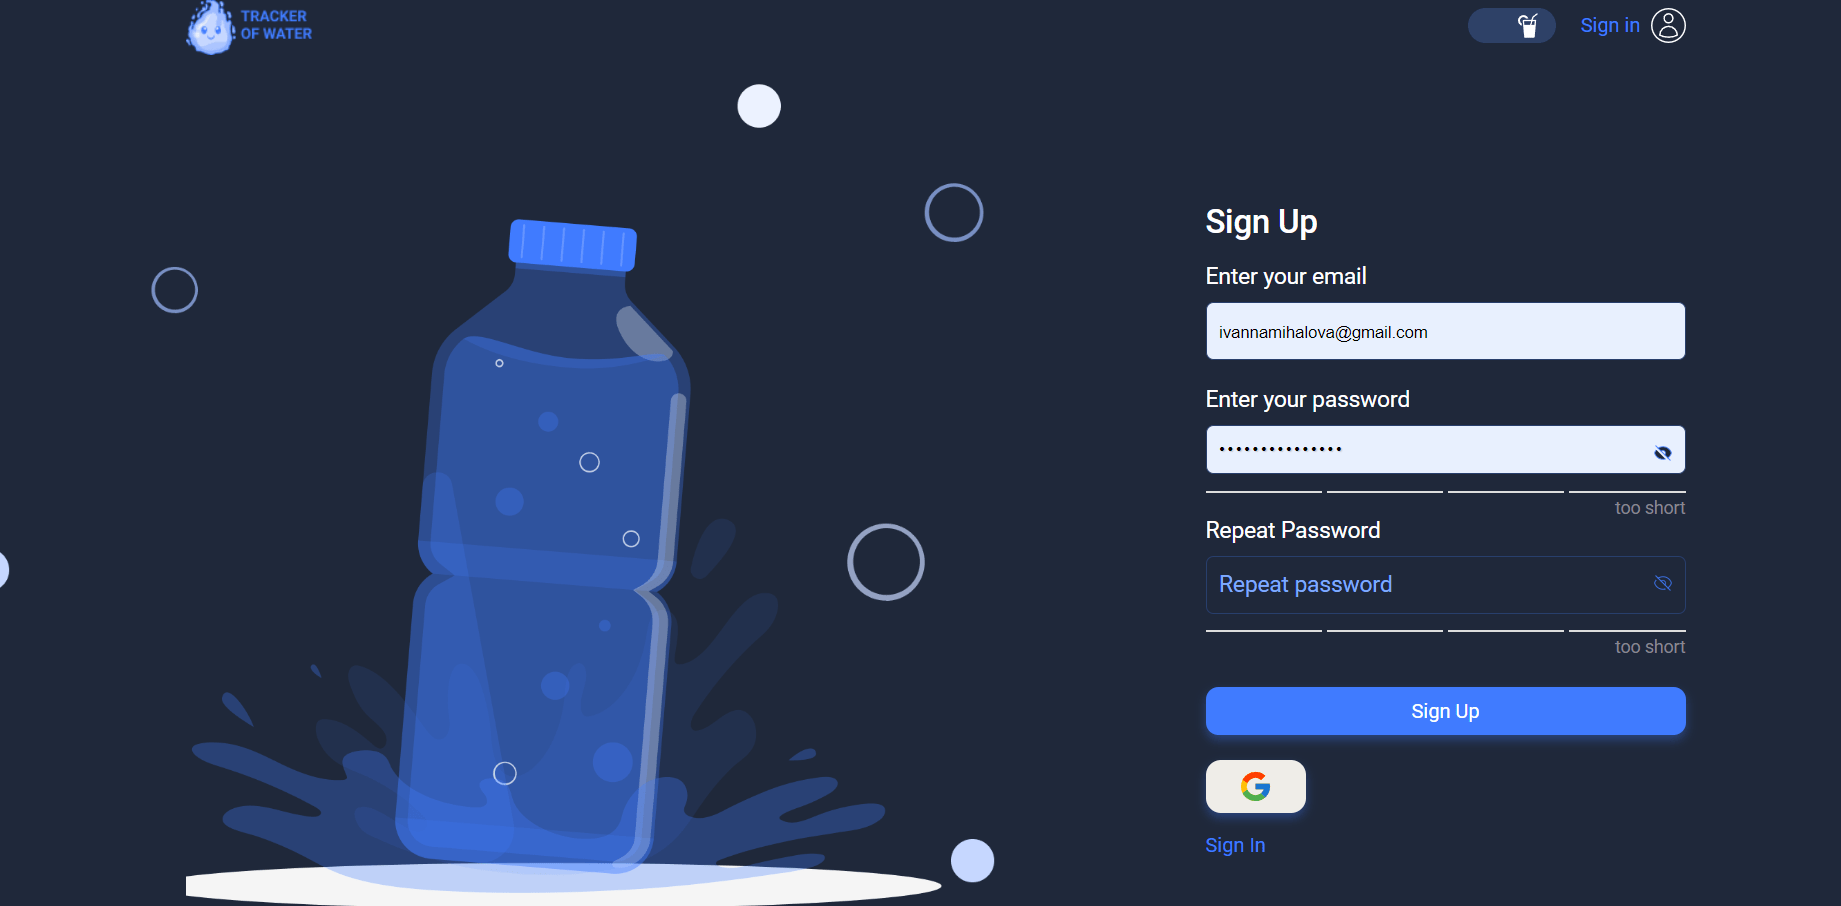 TRACKER
OF WATER
Sign in
Sign Up
Enter your email
ivannamihalova@gmail.com
Enter your password
•••••••••••••••
too short
Repeat Password
Repeat password
too short
Sign Up
Sign In